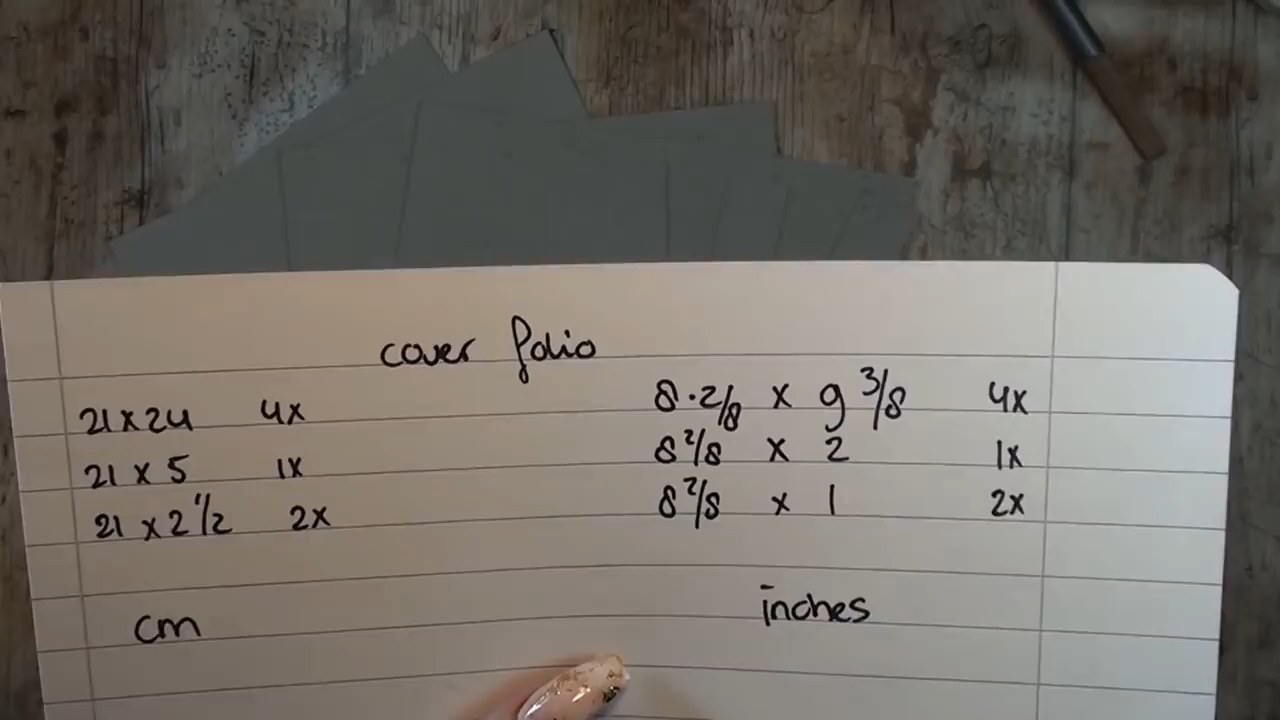 cover folio
21 x 24 4x 8 2/8 x 9 3/8 4x
21 x 5 1x 8 2/8 x 2 1x
21 x 2 1/2 2x 8 2/8 x 1 2x
cm inches